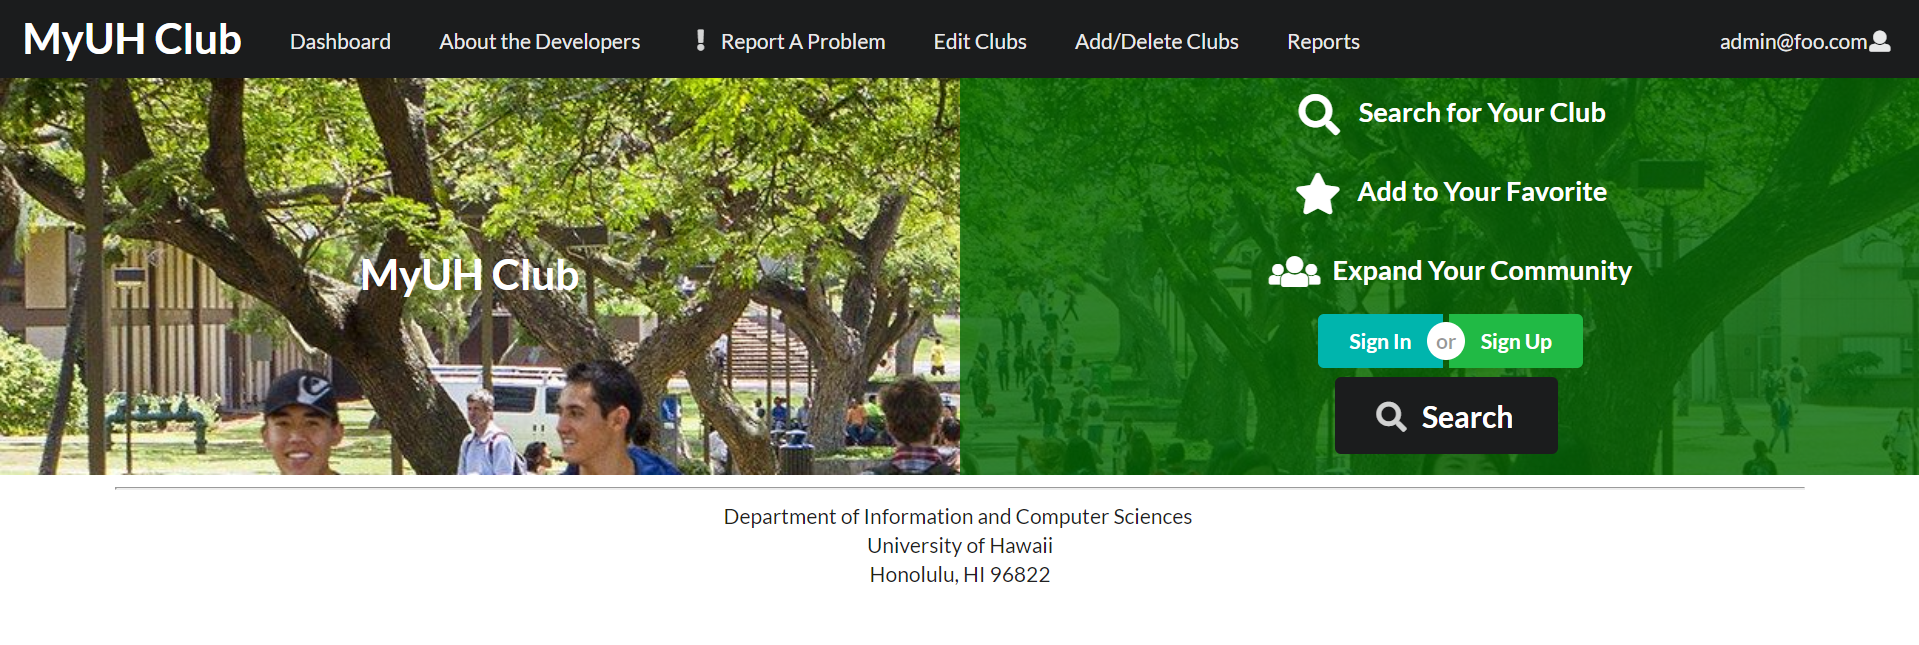 MyUH Club Dashboard About the Developers Report A Problem Edit Clubs Add/Delete Clubs Reports admin@foo.com
MyUH Club
Search for Your Club
Add to Your Favorite
Expand Your Community
Sign In or Sign Up
Search
Department of Information and Computer Sciences
University of Hawaii
Honolulu, HI 96822